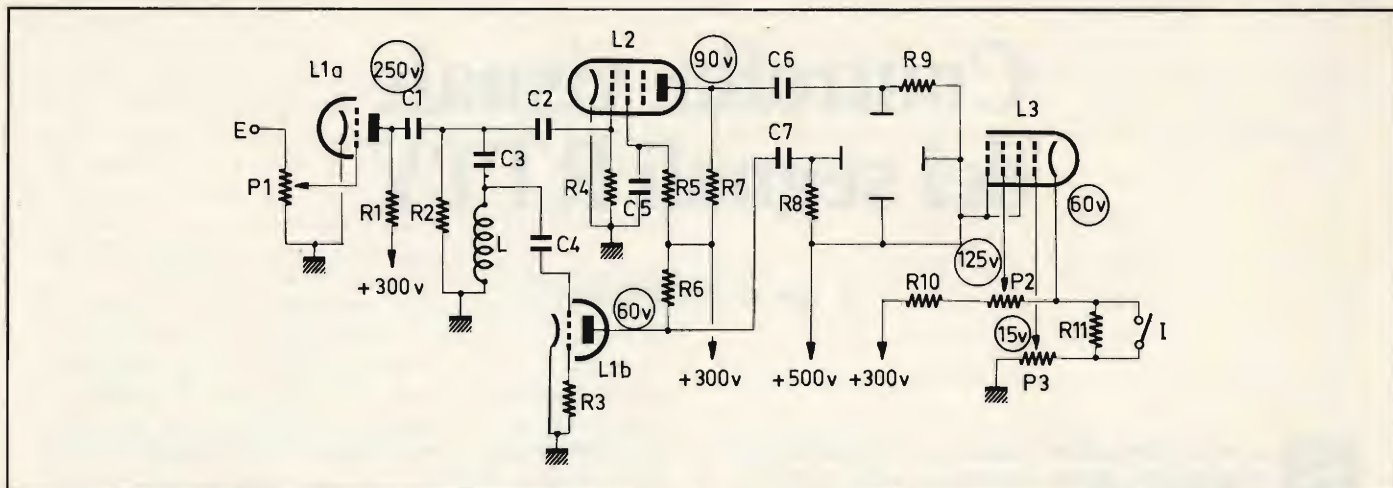 L1a
250v
C1
C2
L2
90v
C6
R9
L3
E
P1
C3
C7
R1
R2
R4
C5
R5
R7
R8
60v
L
C4
125v
+300v
R6
R10
P2
60v
15v
R11
I
L1b
+300v
+500v
+300v
P3
R3